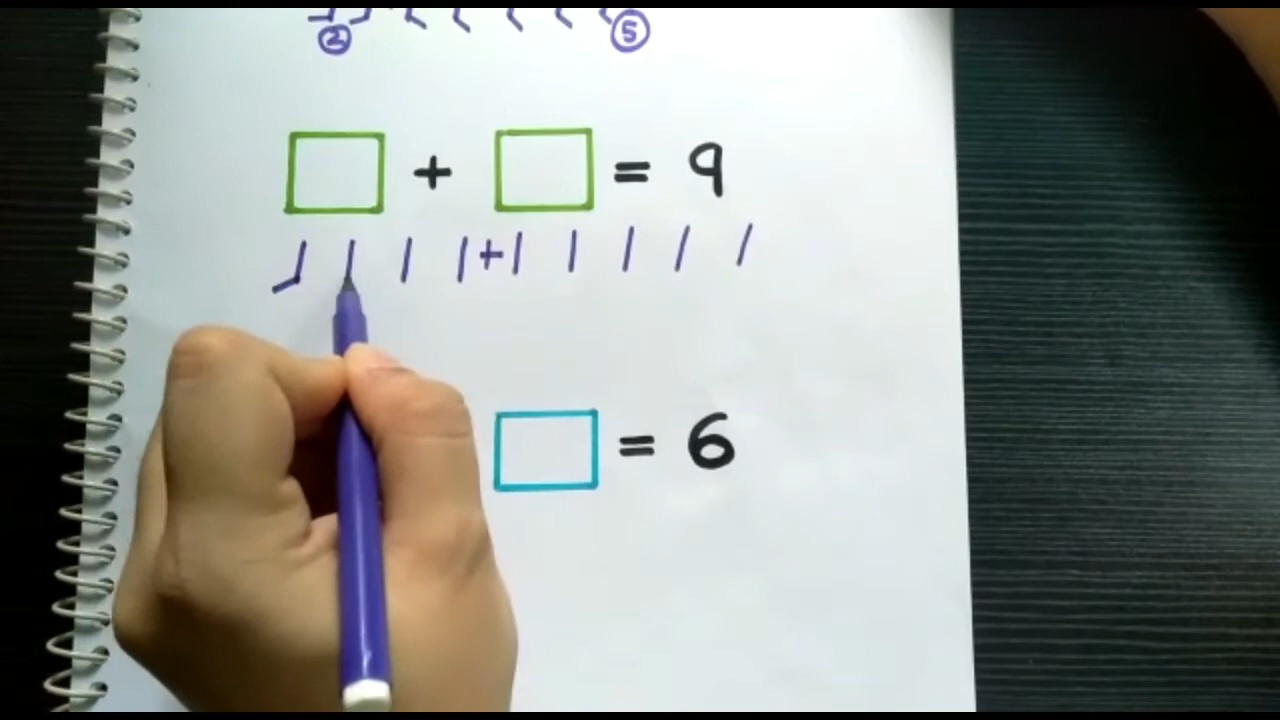 2 5
□ + □ = 9
/ / / / + / / / / /
□ = 6